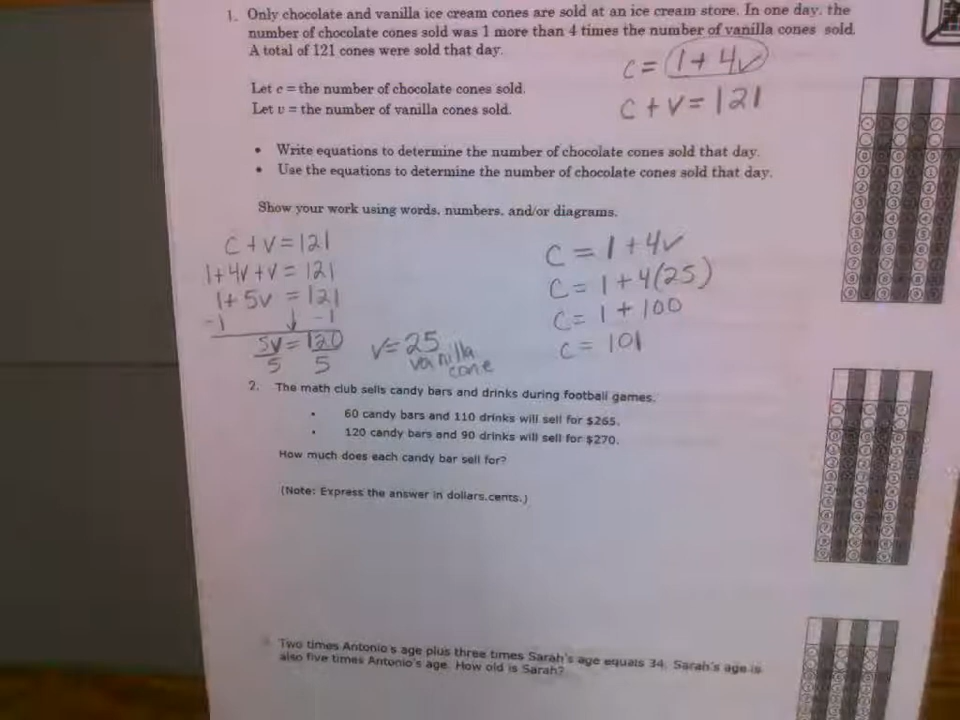 1. Only chocolate and vanilla ice cream cones are sold at an ice cream store. In one day, the
number of chocolate cones sold was 1 more than 4 times the number of vanilla cones sold.
A total of 121 cones were sold that day.
c = 1 + 4v
c + v = 121
Let c = the number of chocolate cones sold.
Let v = the number of vanilla cones sold.
• Write equations to determine the number of chocolate cones sold that day.
• Use the equations to determine the number of chocolate cones sold that day.
Show your work using words, numbers, and/or diagrams.
c + v = 121
1 + 4v + v = 121
1 + 5v = 121
-1 ↓ -1
5v = 120
5 5
v = 25
vanilla
cone
c = 1 + 4v
c = 1 + 4(25)
c = 1 + 100
c = 101
2. The math club sells candy bars and drinks during football games.
• 60 candy bars and 110 drinks will sell for $265.
• 120 candy bars and 90 drinks will sell for $270.
How much does each candy bar sell for?
(Note: Express the answer in dollars.cents.)
Two times Antonio's age plus three times Sarah's age equals 34. Sarah's age is
also five times Antonio's age. How old is Sarah?